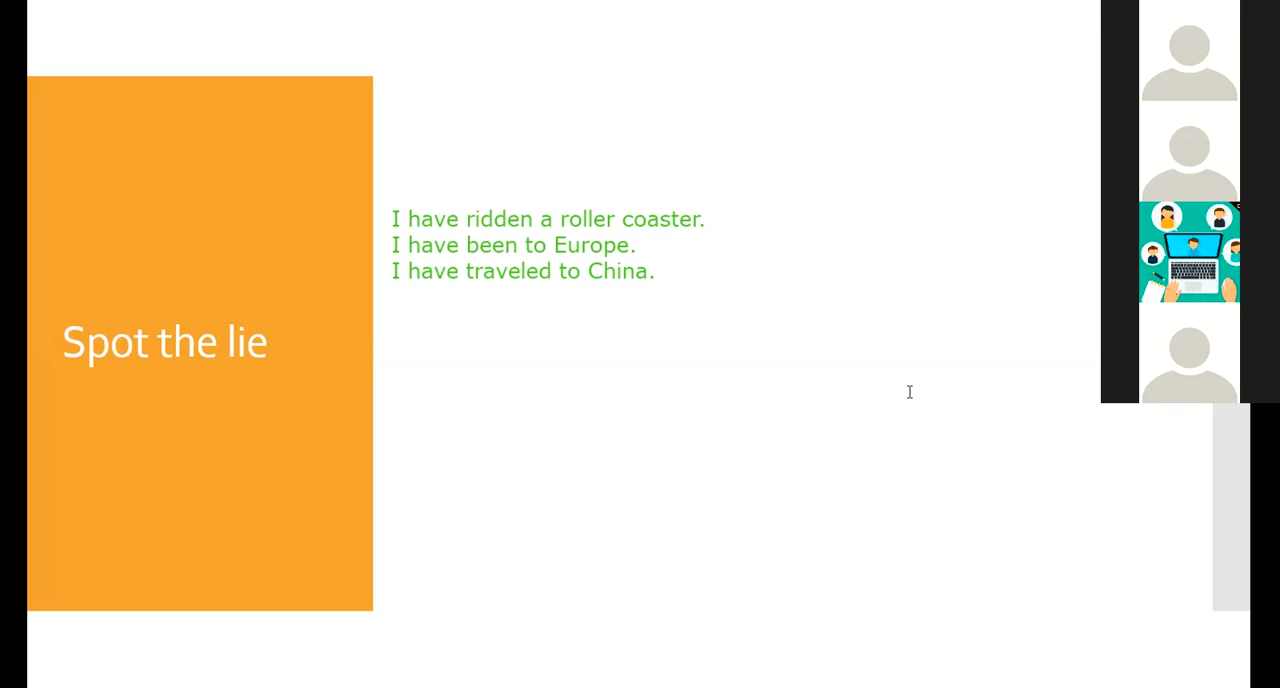 Spot the lie
I have ridden a roller coaster.
I have been to Europe.
I have traveled to China.